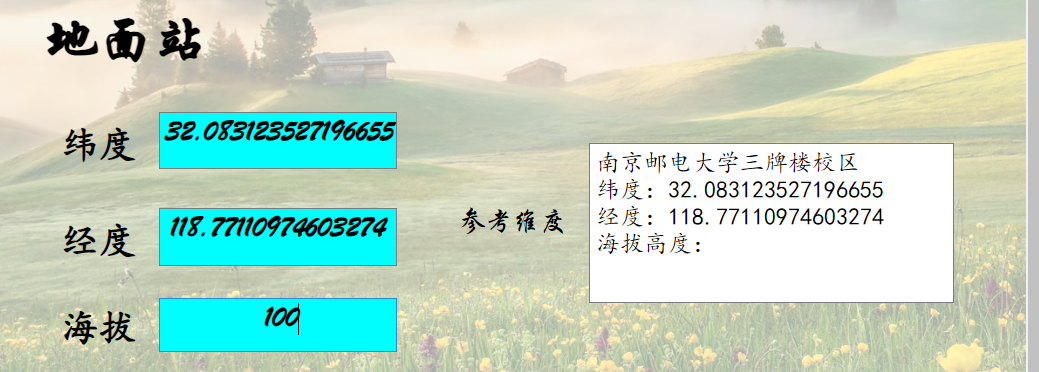 地面站
纬度 32.083123527196655
经度 118.77110974603274
海拔 100
参考维度
南京邮电大学三牌楼校区
纬度：32.083123527196655
经度：118.77110974603274
海拔高度：